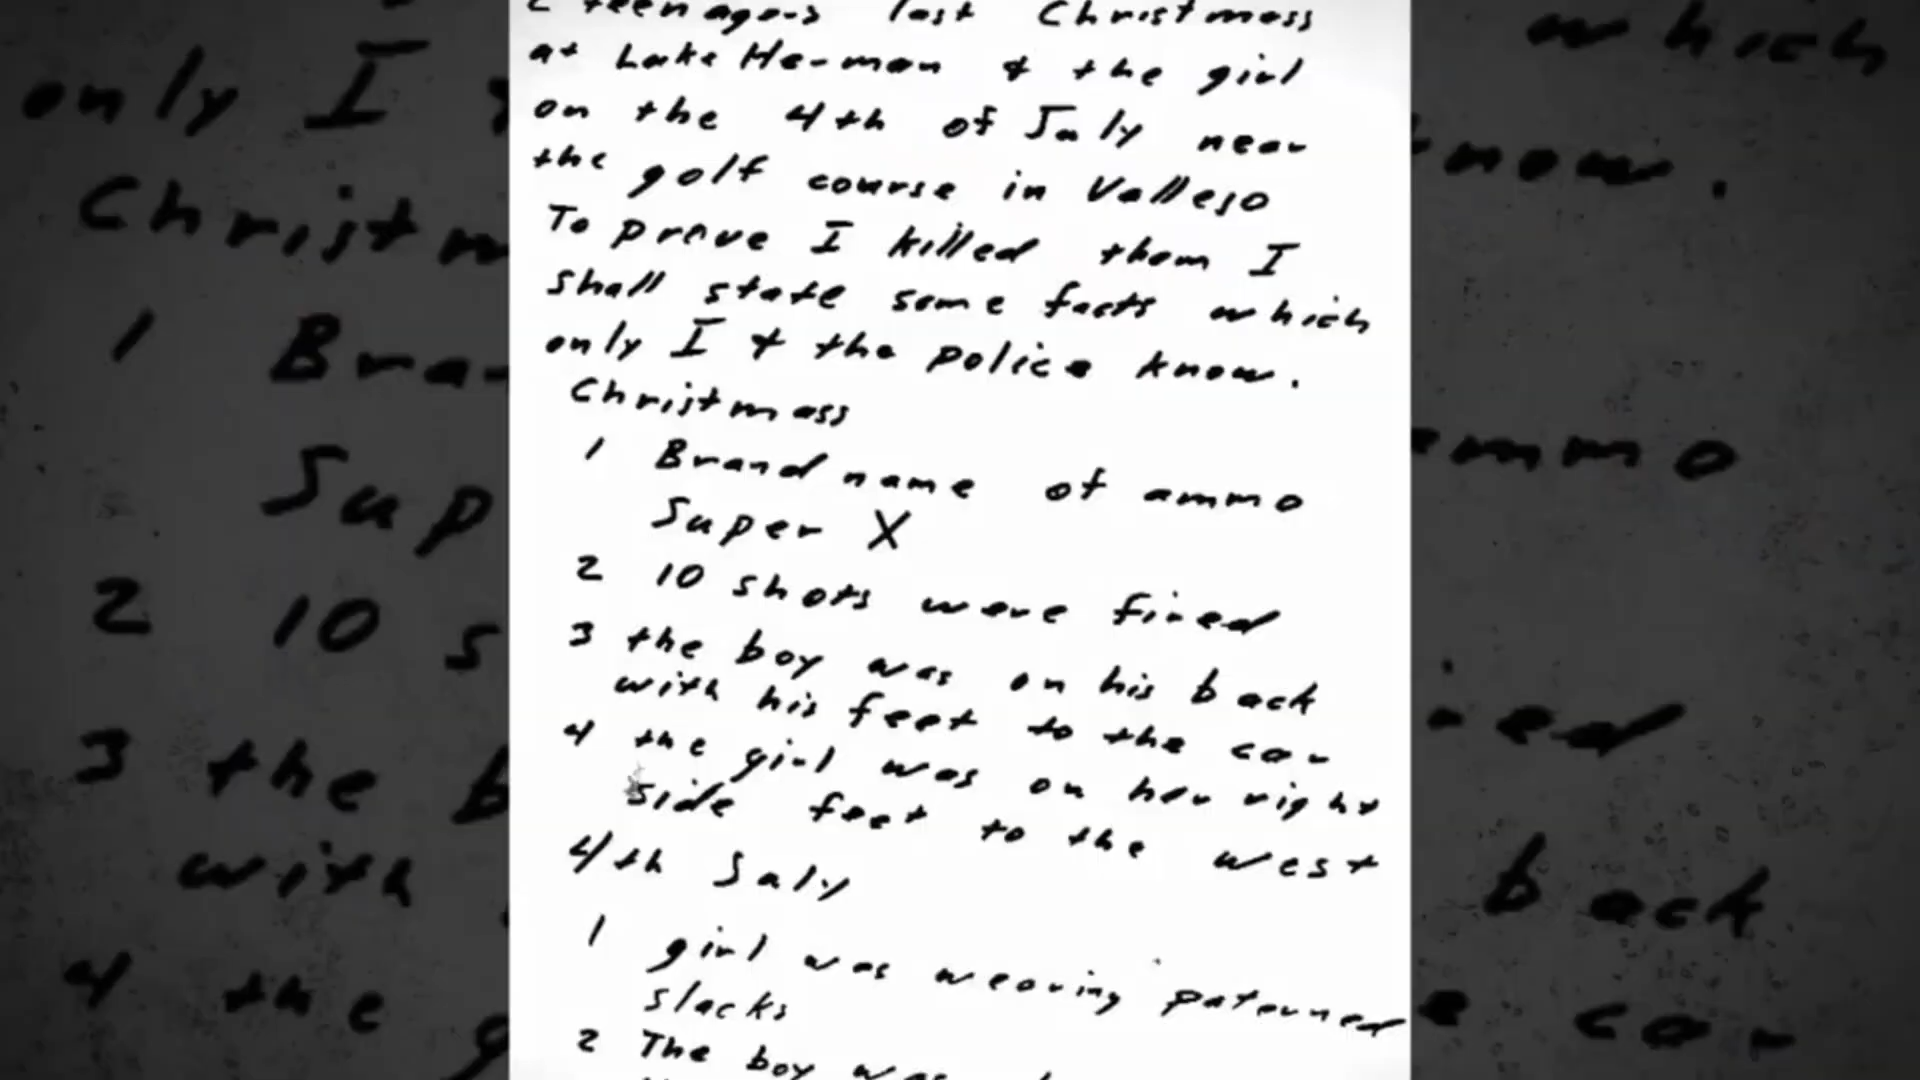 2 teenagers last Christmass
at Lake Herman & the girl
on the 4th of July near
the golf course in Vallejo
To prove I killed them I
shall state some facts which
only I & the police know.
Christmass
1 Brand name of ammo
Super X
2 10 shots were fired
3 the boy was on his back
with his feet to the car
4 the girl was on her right
side feet to the west
4th July
1 girl was wearing paterned
slacks
2 The boy was